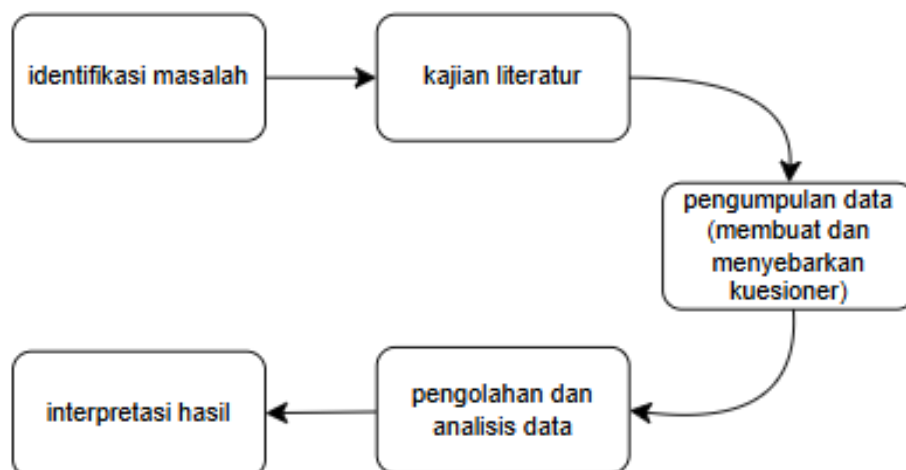 identifikasi masalah
kajian literatur
pengumpulan data
(membuat dan
menyebarkan
kuesioner)
pengolahan dan
analisis data
interpretasi hasil